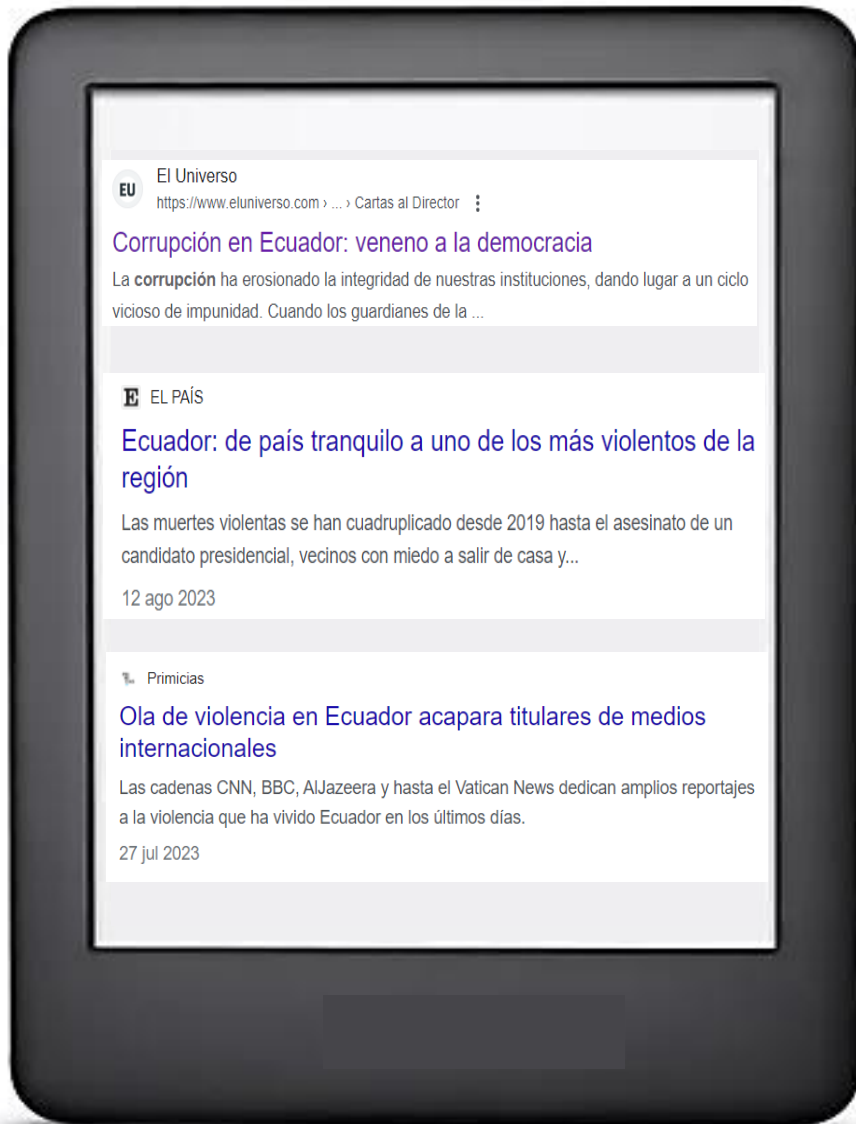 EU
El Universo
https://www.eluniverso.com › ... › Cartas al Director
Corrupción en Ecuador: veneno a la democracia
La corrupción ha erosionado la integridad de nuestras instituciones, dando lugar a un ciclo
vicioso de impunidad. Cuando los guardianes de la ...
E EL PAÍS
Ecuador: de país tranquilo a uno de los más violentos de la
región
Las muertes violentas se han cuadruplicado desde 2019 hasta el asesinato de un
candidato presidencial, vecinos con miedo a salir de casa y...
12 ago 2023
Primicias
Ola de violencia en Ecuador acapara titulares de medios
internacionales
Las cadenas CNN, BBC, AlJazeera y hasta el Vatican News dedican amplios reportajes
a la violencia que ha vivido Ecuador en los últimos días.
27 jul 2023